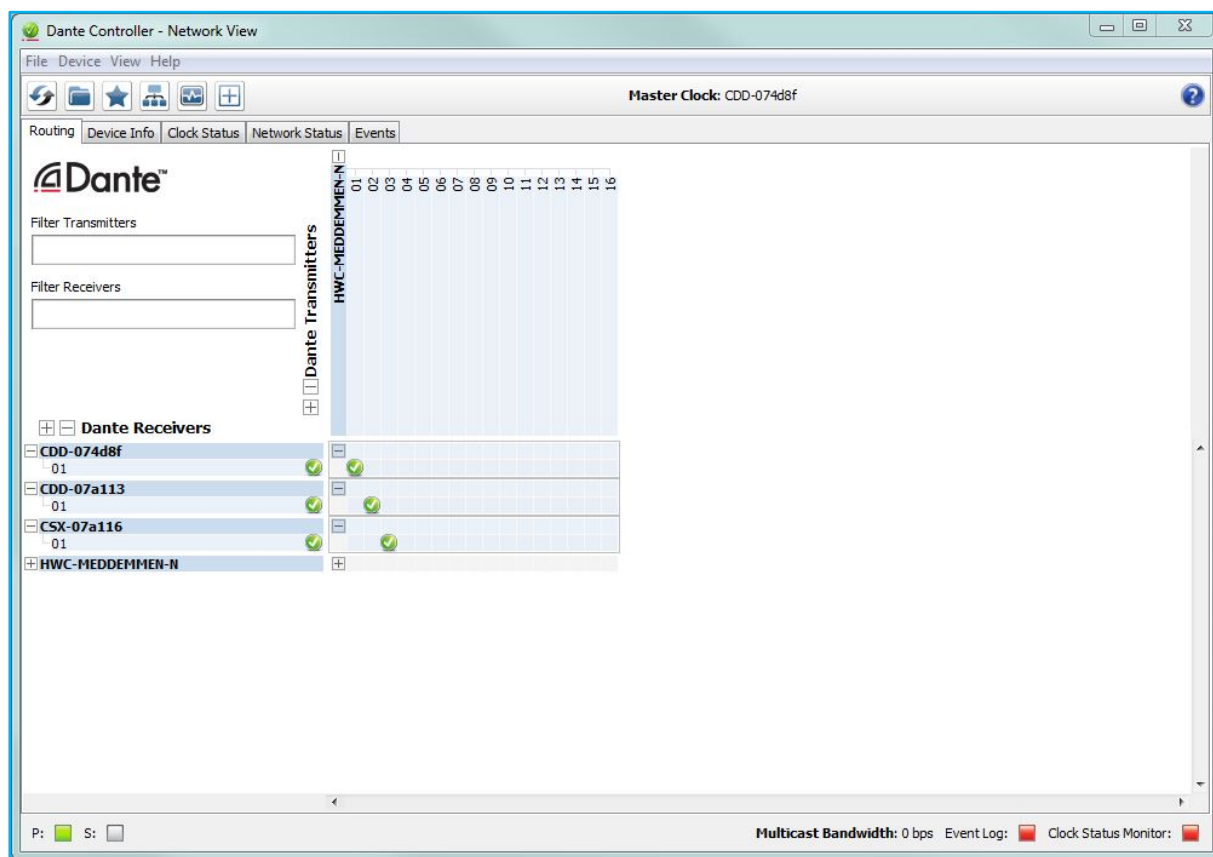 Dante Controller - Network View
File Device View Help
Master Clock: CDD-074d8f
Routing Device Info Clock Status Network Status Events
Dante™
Filter Transmitters
Filter Receivers
Dante Transmitters
HWC-MEDDEMMEN-N
01 02 03 04 05 06 07 08 09 10 11 12 13 14 15 16
Dante Receivers
CDD-074d8f
01
CDD-07a113
01
CSX-07a116
01
HWC-MEDDEMMEN-N
P: S: Multicast Bandwidth: 0 bps Event Log: Clock Status Monitor: